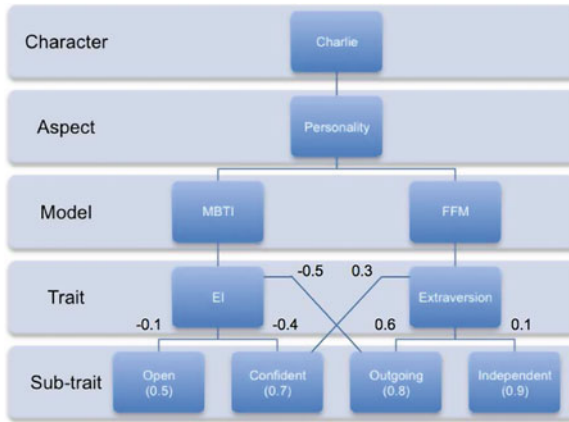 Character
Charlie
Aspect
Personality
Model
MBTI
FFM
-0.5
0.3
Trait
EI
Extraversion
-0.1
-0.4
0.6
0.1
Sub-trait
Open
(0.5)
Confident
(0.7)
Outgoing
(0.8)
Independent
(0.9)